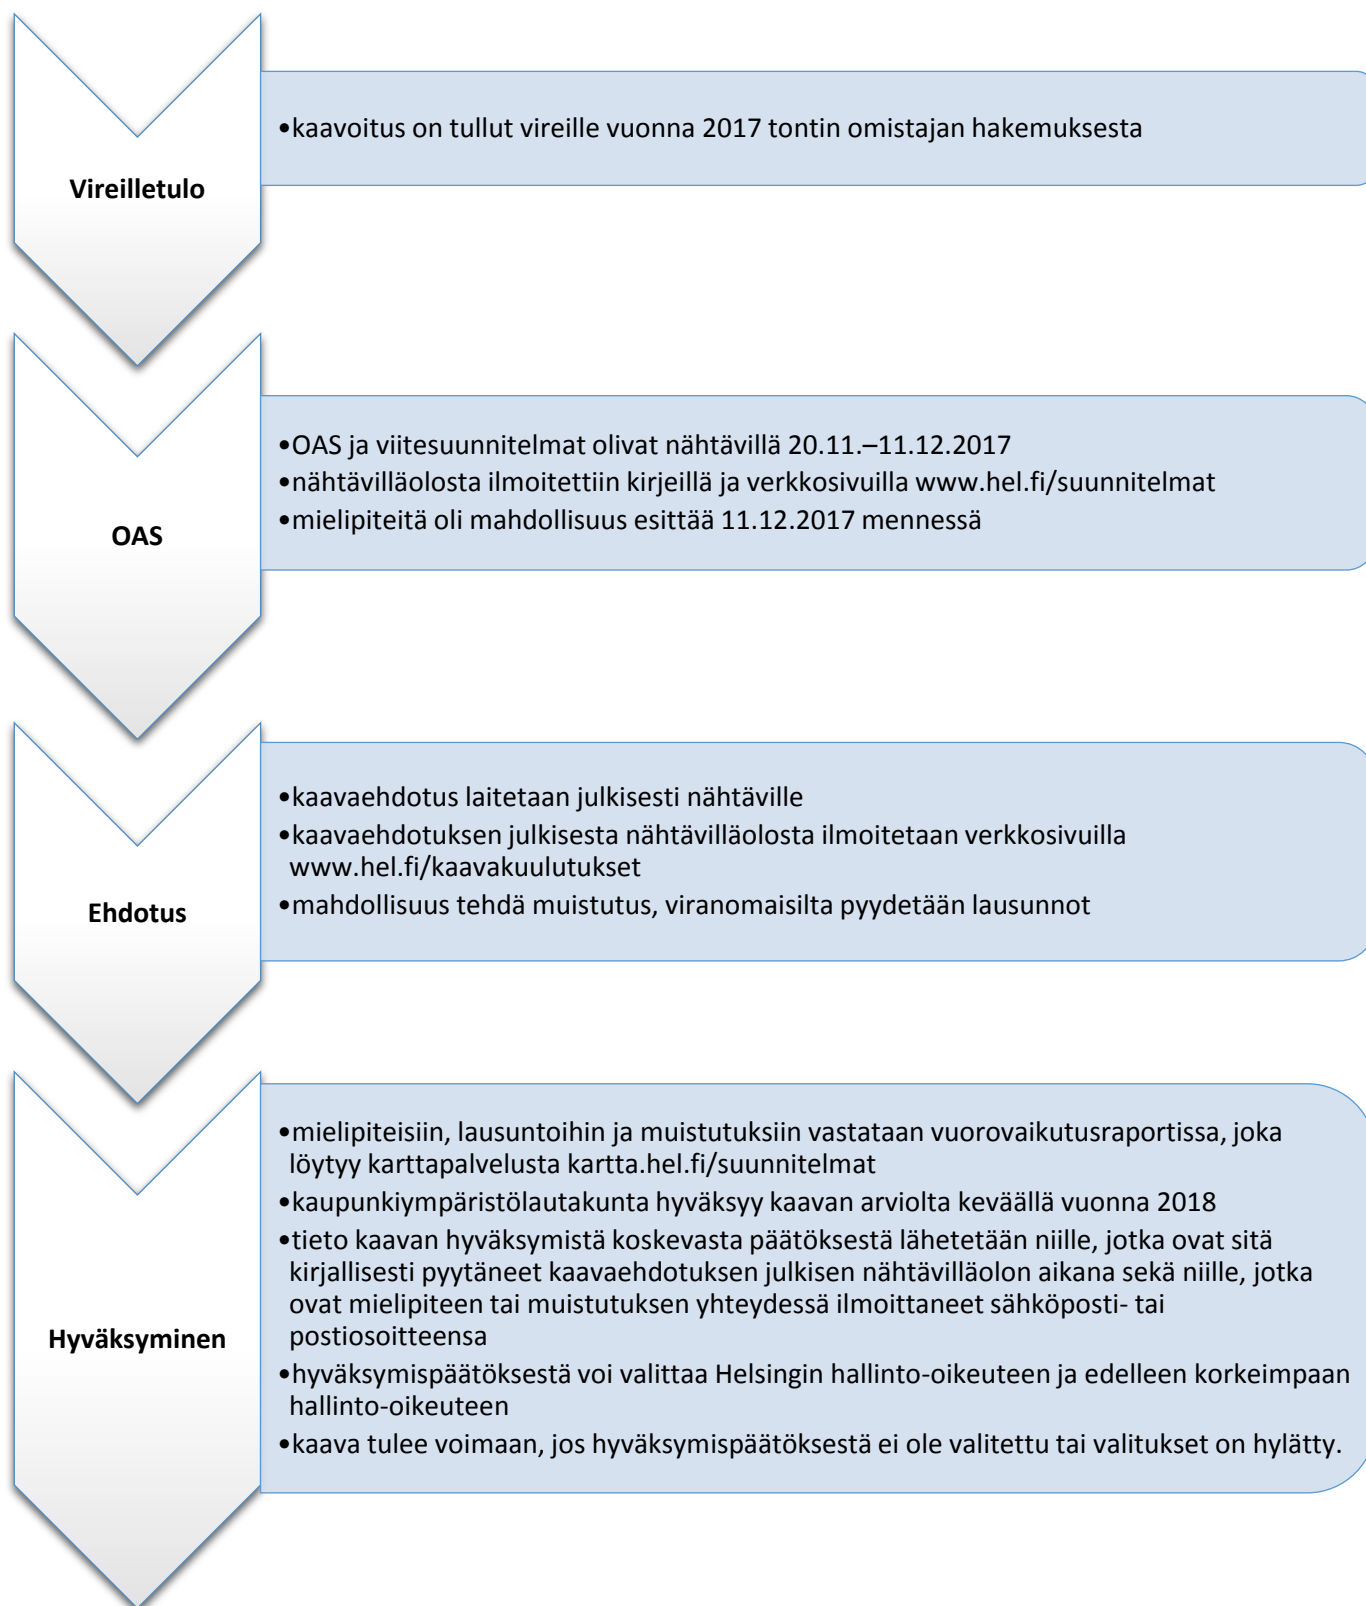 Vireilletulo
•kaavoitus on tullut vireille vuonna 2017 tontin omistajan hakemuksesta
OAS
•OAS ja viitesuunnitelmat olivat nähtävillä 20.11.–11.12.2017
•nähtävilläolosta ilmoitettiin kirjeillä ja verkkosivuilla www.hel.fi/suunnitelmat
•mielipiteitä oli mahdollisuus esittää 11.12.2017 mennessä
Ehdotus
•kaavaehdotus laitetaan julkisesti nähtäville
•kaavaehdotuksen julkisesta nähtävilläolosta ilmoitetaan verkkosivuilla
www.hel.fi/kaavakuulutukset
•mahdollisuus tehdä muistutus, viranomaisilta pyydetään lausunnot
Hyväksyminen
•mielipiteisiin, lausuntoihin ja muistutuksiin vastataan vuorovaikutusraportissa, joka
löytyy karttapalvelusta kartta.hel.fi/suunnitelmat
•kaupunkiympäristölautakunta hyväksyy kaavan arviolta keväällä vuonna 2018
•tieto kaavan hyväksymistä koskevasta päätöksestä lähetetään niille, jotka ovat sitä
kirjallisesti pyytäneet kaavaehdotuksen julkisen nähtävilläolon aikana sekä niille, jotka
ovat mielipiteen tai muistutuksen yhteydessä ilmoittaneet sähköposti- tai
postiosoitteensa
•hyväksymispäätöksestä voi valittaa Helsingin hallinto-oikeuteen ja edelleen korkeimpaan
hallinto-oikeuteen
•kaava tulee voimaan, jos hyväksymispäätöksestä ei ole valitettu tai valitukset on hylätty.